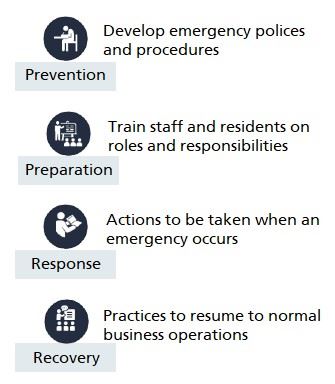 Develop emergency polices
and procedures
Prevention
Train staff and residents on
roles and responsibilities
Preparation
Actions to be taken when an
emergency occurs
Response
Practices to resume to normal
business operations
Recovery